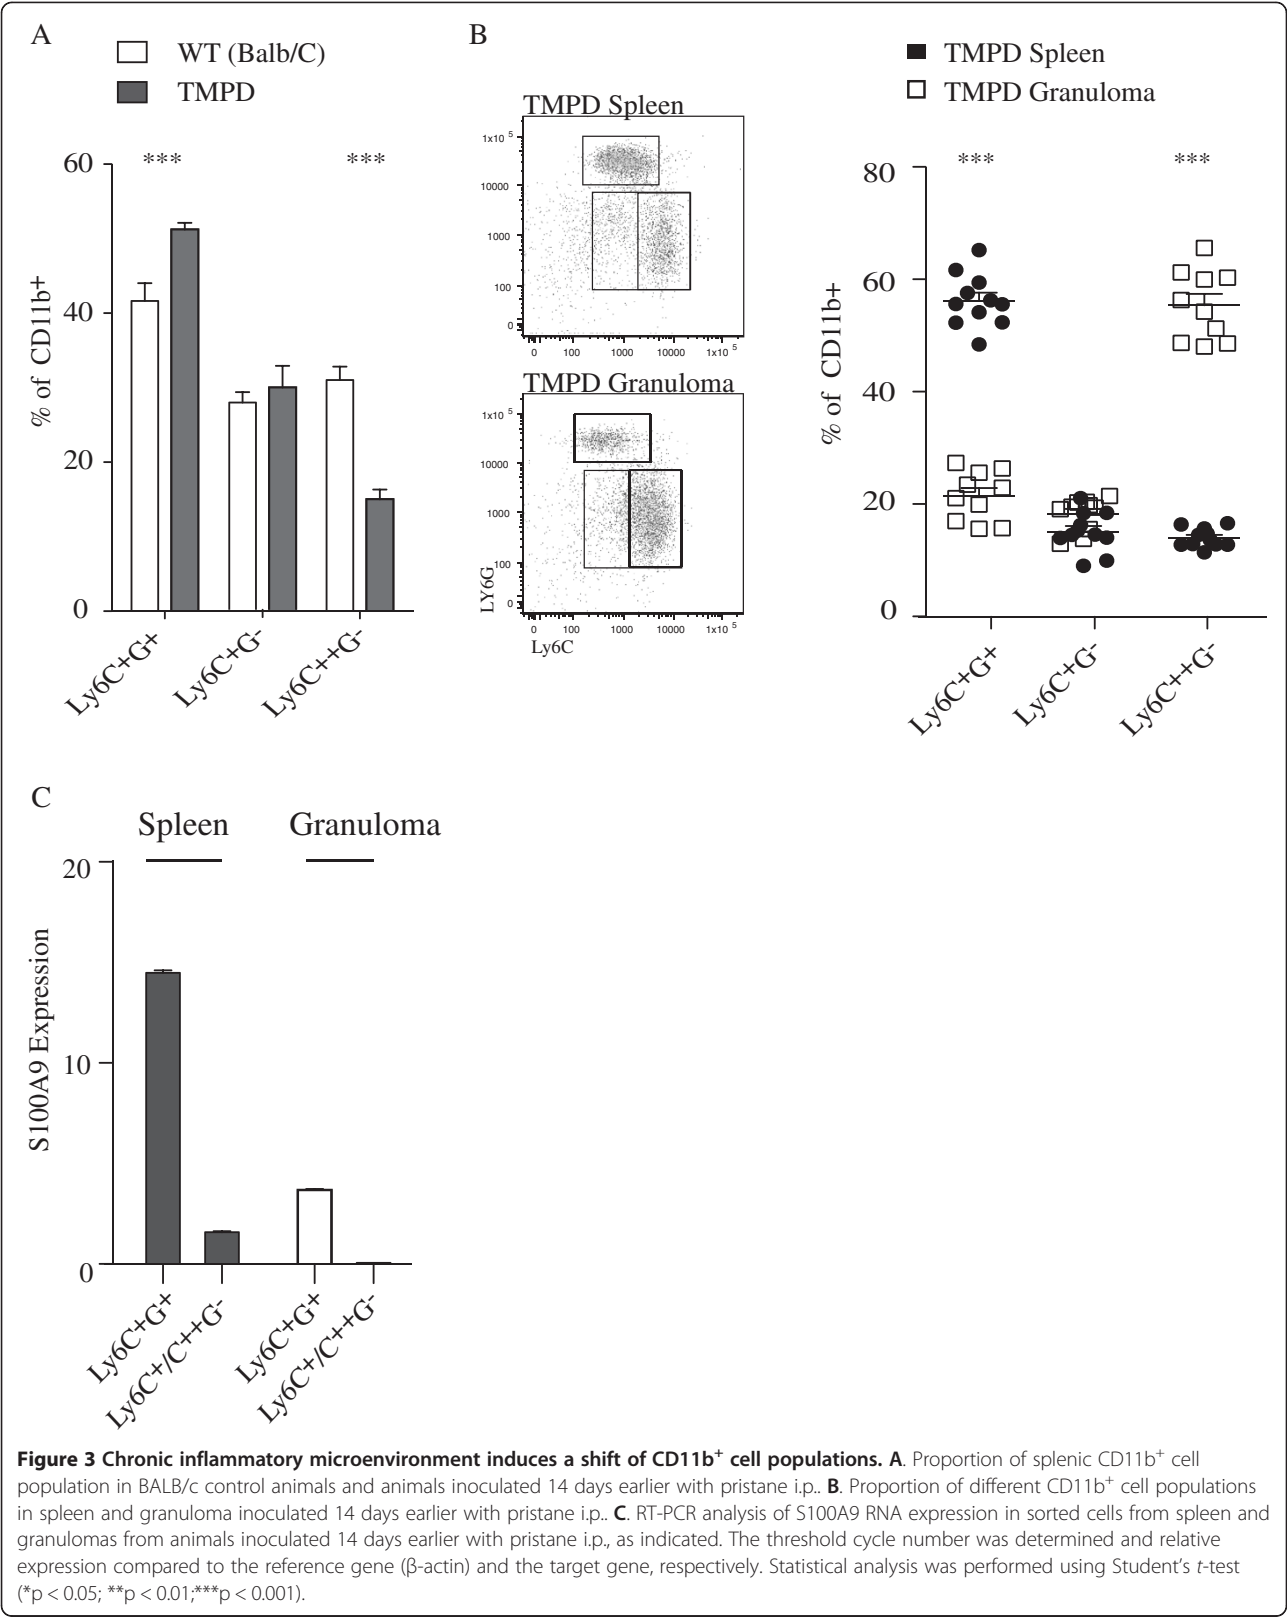 A
WT (Balb/C)
TMPD
60
40
20
0
% of CD11b+
***
***
Ly6C+G+
Ly6C+G-
Ly6C++G-
B
TMPD Spleen
1x10 5
10000
1000
100
0
0
100
1000
10000
1x10 5
TMPD Granuloma
1x10 5
10000
1000
100
0
LY6G
0
100
1000
10000
1x10 5
Ly6C
TMPD Spleen
TMPD Granuloma
80
60
40
20
0
% of CD11b+
***
***
Ly6C+G+
Ly6C+G-
Ly6C++G-
C
Spleen
Granuloma
20
10
0
S100A9 Expression
Ly6C+G+
Ly6C+/C++G-
Ly6C+G+
Ly6C+/C++G-
Figure 3 Chronic inflammatory microenvironment induces a shift of CD11b⁺ cell populations. A. Proportion of splenic CD11b⁺ cell
population in BALB/c control animals and animals inoculated 14 days earlier with pristane i.p.. B. Proportion of different CD11b⁺ cell populations
in spleen and granuloma inoculated 14 days earlier with pristane i.p.. C. RT-PCR analysis of S100A9 RNA expression in sorted cells from spleen and
granulomas from animals inoculated 14 days earlier with pristane i.p., as indicated. The threshold cycle number was determined and relative
expression compared to the reference gene (β-actin) and the target gene, respectively. Statistical analysis was performed using Student's t-test
(*p < 0.05; **p < 0.01;***p < 0.001).